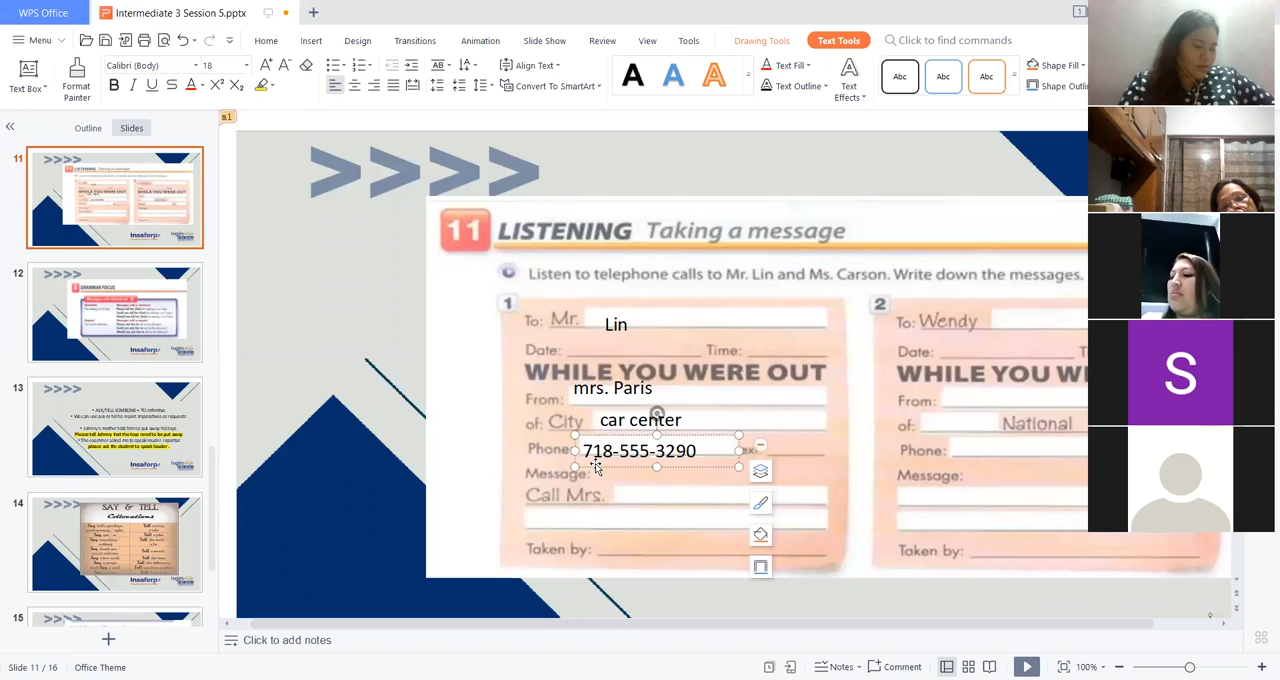 WPS Office
Intermediate 3 Session 5.pptx
Menu
Home
Insert
Design
Transitions
Animation
Slide Show
Review
View
Tools
Drawing Tools
Text Tools
Click to find commands
Text Box
Format Painter
Calibri (Body)
18
Align Text
Convert To SmartArt
Text Fill
Text Outline
Text Effects
Abc
Abc
Abc
Shape Fill
Shape Outli
Outline
Slides
m1
11
12
13
14
15
>>>>
11 LISTENING Taking a message
Listen to telephone calls to Mr. Lin and Ms. Carson. Write down the messages.
1
To: Mr. Lin
Date: Time:
WHILE YOU WERE OUT
From: mrs. Paris
of: City car center
Phone: 718-555-3290
Message:
Call Mrs.
Taken by:
2
To: Wendy
Date:
WHILE YOU W
From:
of: National
Phone:
Message:
Taken by:
S
Click to add notes
Slide 11 / 16
Office Theme
Notes
Comment
100%